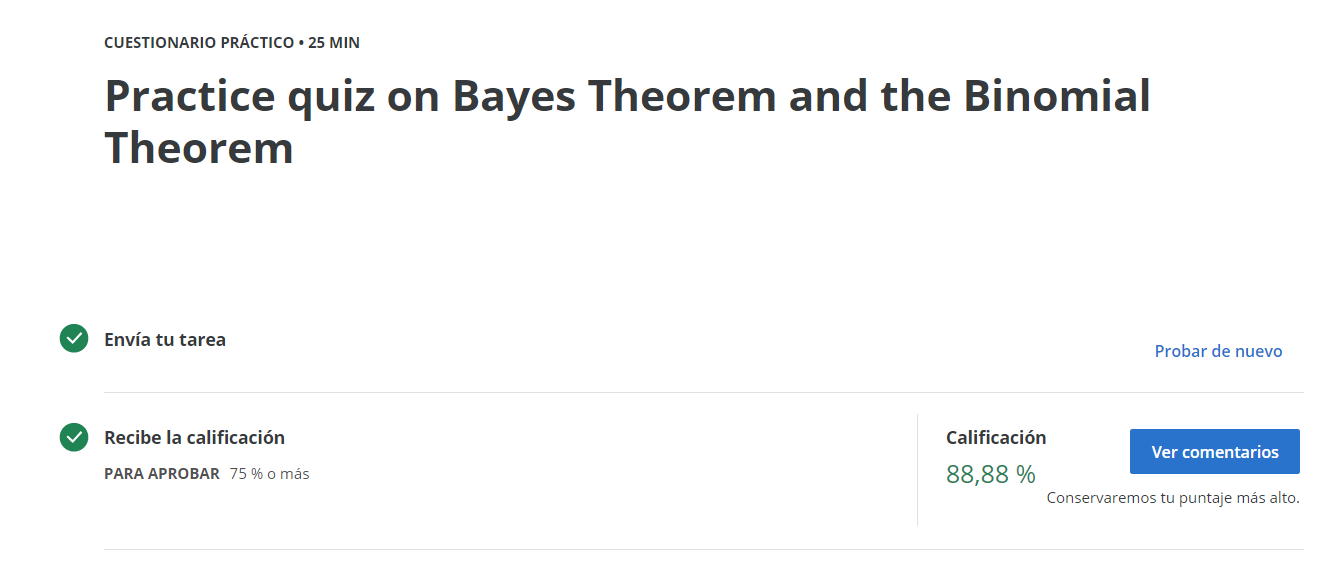 CUESTIONARIO PRÁCTICO • 25 MIN
Practice quiz on Bayes Theorem and the Binomial
Theorem
Envía tu tarea
Probar de nuevo
Recibe la calificación
PARA APROBAR 75 % o más
Calificación
88,88 %
Ver comentarios
Conservaremos tu puntaje más alto.